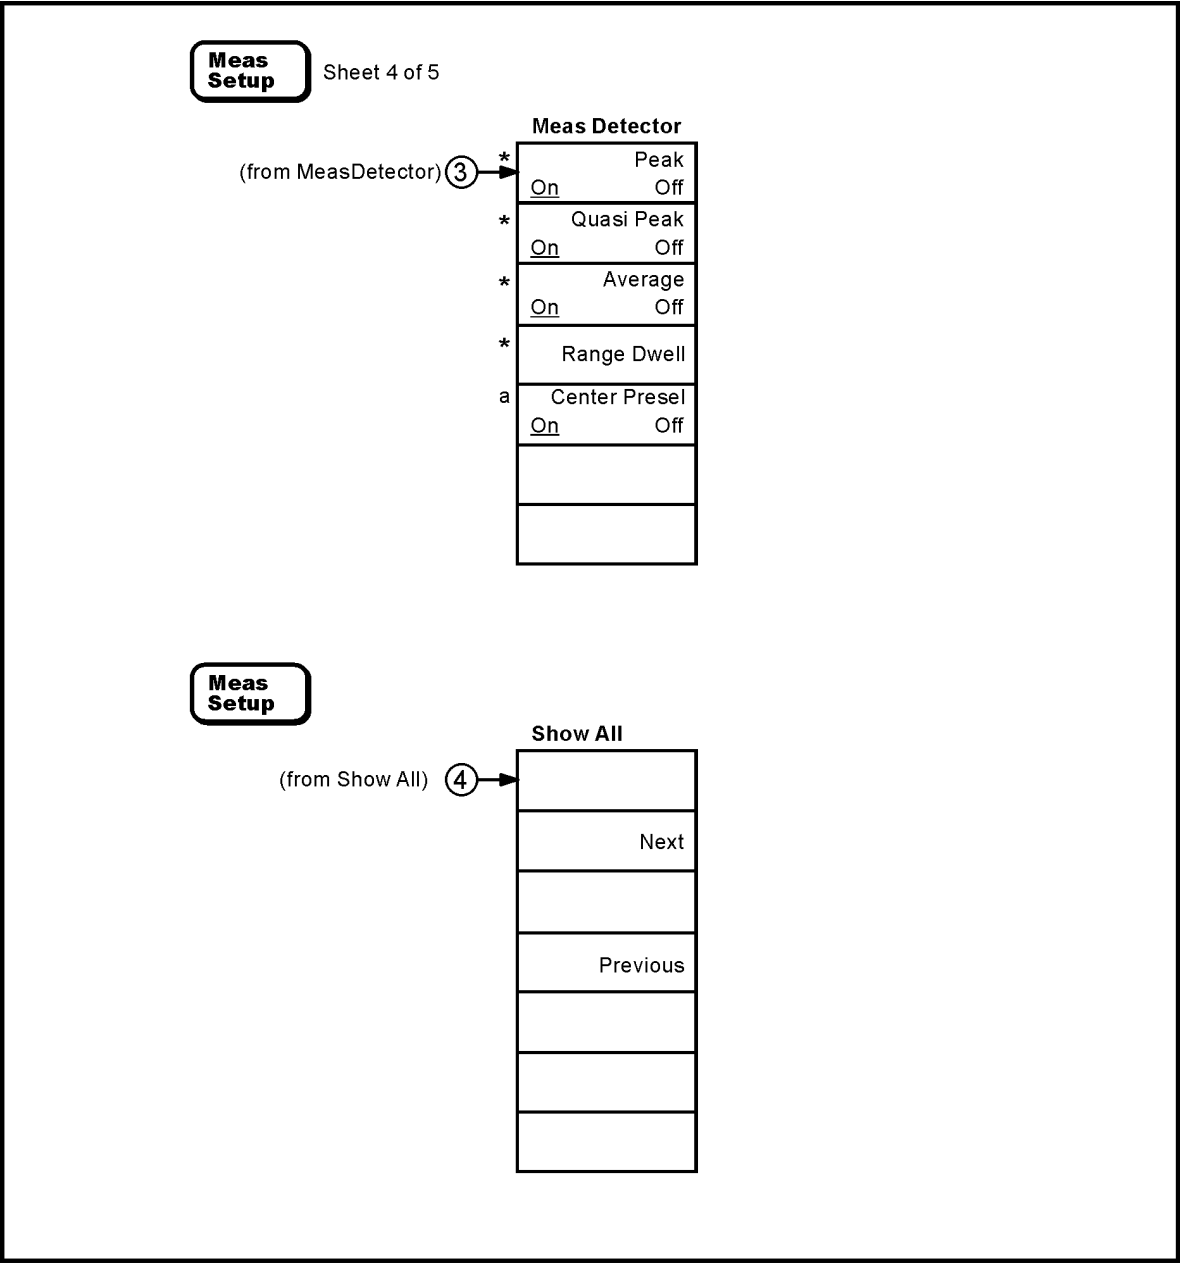 Meas
Setup
Sheet 4 of 5
Meas Detector
(from MeasDetector) 3
* Peak
On Off
* Quasi Peak
On Off
* Average
On Off
* Range Dwell
a Center Presel
On Off
Meas
Setup
Show All
(from Show All) 4
Next
Previous